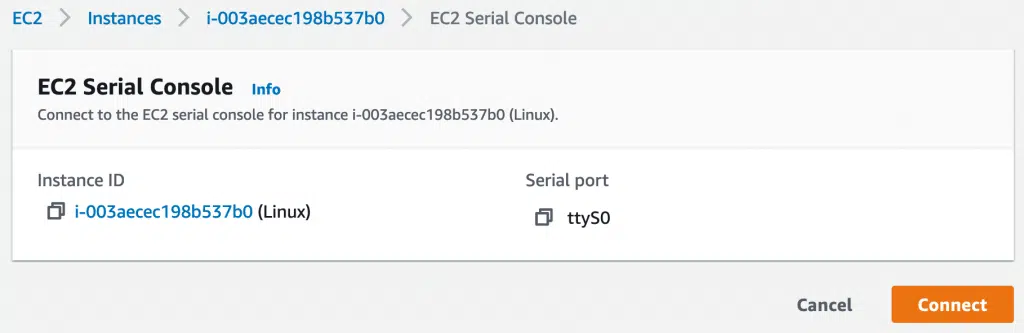 EC2 > Instances > i-003aecec198b537b0 > EC2 Serial Console
EC2 Serial Console Info
Connect to the EC2 serial console for instance i-003aecec198b537b0 (Linux).
Instance ID
i-003aecec198b537b0 (Linux)
Serial port
ttyS0
Cancel Connect